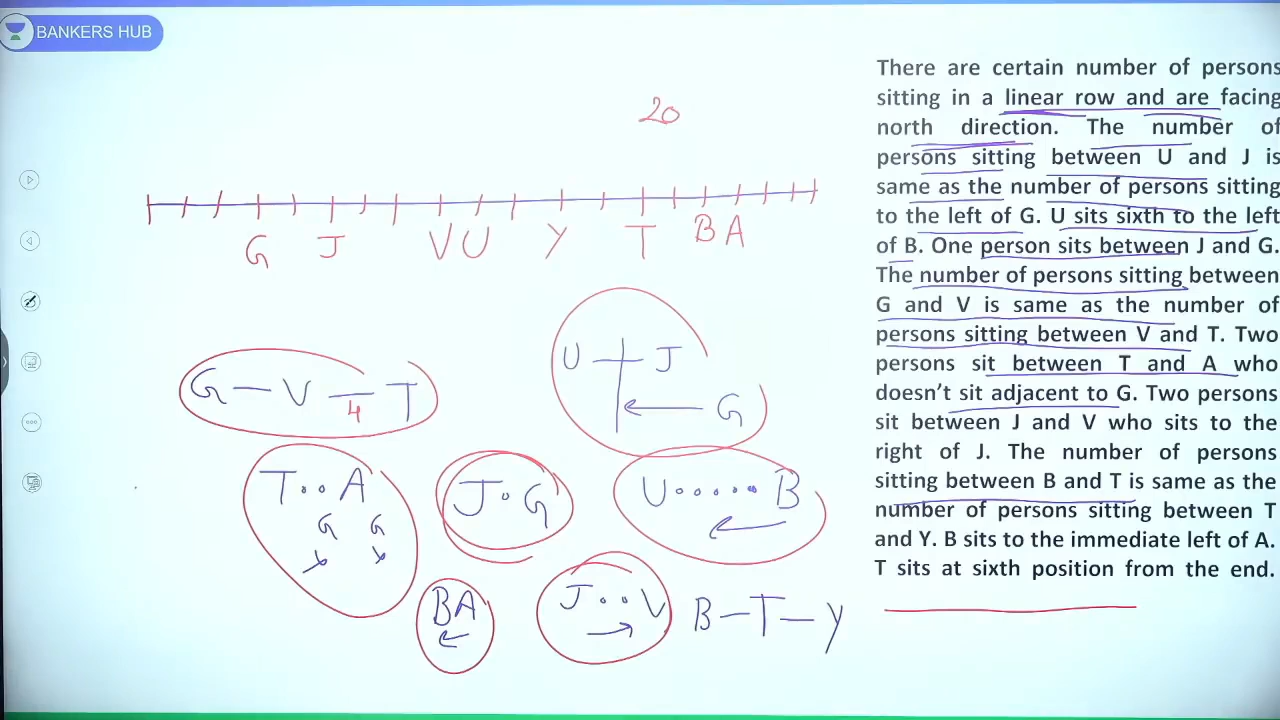 BANKERS HUB
20
G J V U Y T B A
There are certain number of persons
sitting in a linear row and are facing
north direction. The number of
persons sitting between U and J is
same as the number of persons sitting
to the left of G. U sits sixth to the left
of B. One person sits between J and G.
The number of persons sitting between
G and V is same as the number of
persons sitting between V and T. Two
persons sit between T and A who
doesn't sit adjacent to G. Two persons
sit between J and V who sits to the
right of J. The number of persons
sitting between B and T is same as the
number of persons sitting between T
and Y. B sits to the immediate left of A.
T sits at sixth position from the end.
U J
G
G — V — T
4
T . . A
G G
x x
J . G
U . . . . . B
BA
J . . V
B — T — Y